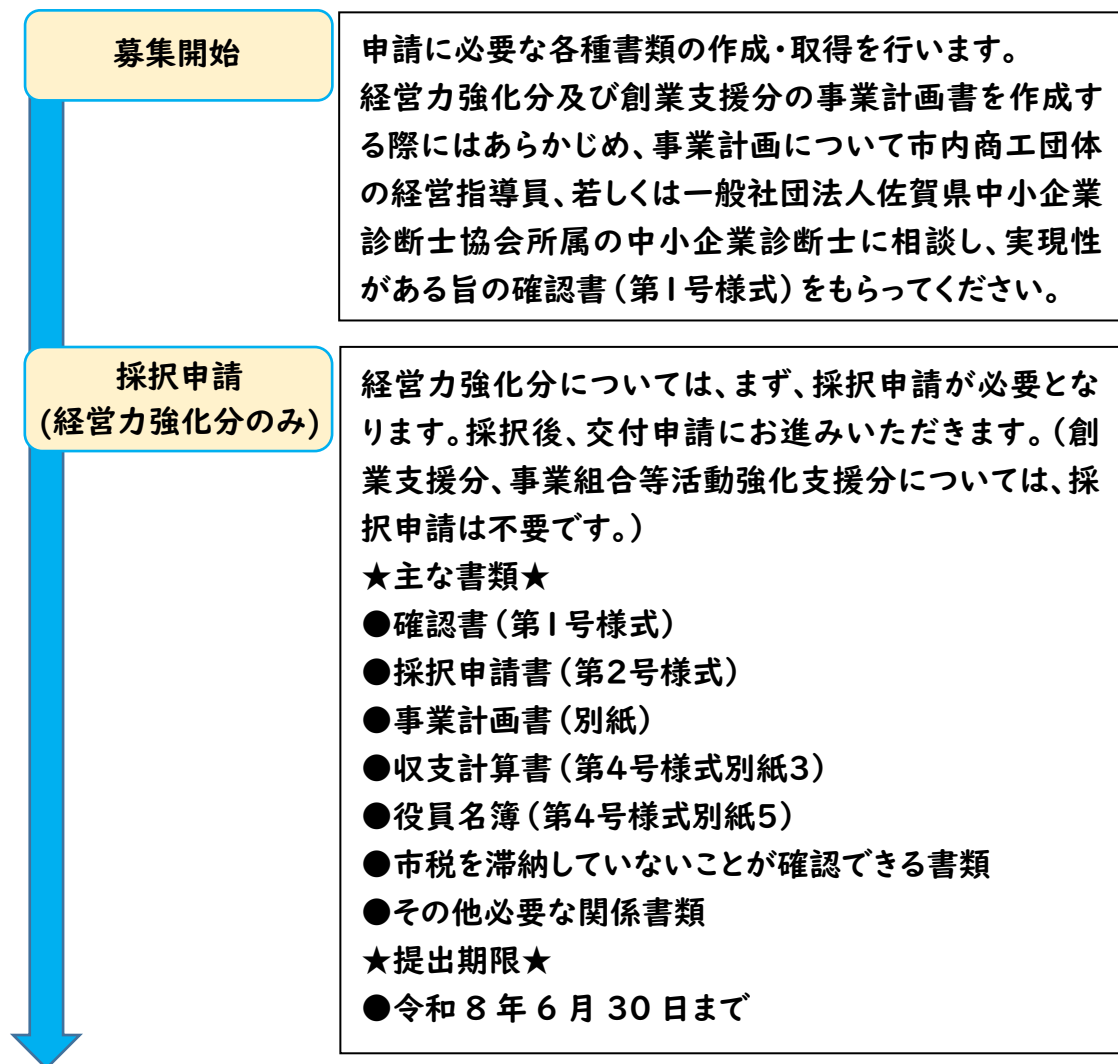 募集開始
申請に必要な各種書類の作成・取得を行います。
経営力強化分及び創業支援分の事業計画書を作成す
る際にはあらかじめ、事業計画について市内商工団体
の経営指導員、若しくは一般社団法人佐賀県中小企業
診断士協会所属の中小企業診断士に相談し、実現性
がある旨の確認書(第1号様式)をもらってください。
採択申請
(経営力強化分のみ)
経営力強化分については、まず、採択申請が必要とな
ります。採択後、交付申請にお進みいただきます。(創
業支援分、事業組合等活動強化支援分については、採
択申請は不要です。)
★主な書類★
●確認書(第1号様式)
●採択申請書(第2号様式)
●事業計画書(別紙)
●収支計算書(第4号様式別紙3)
●役員名簿(第4号様式別紙5)
●市税を滞納していないことが確認できる書類
●その他必要な関係書類
★提出期限★
●令和 8 年 6 月 30 日まで